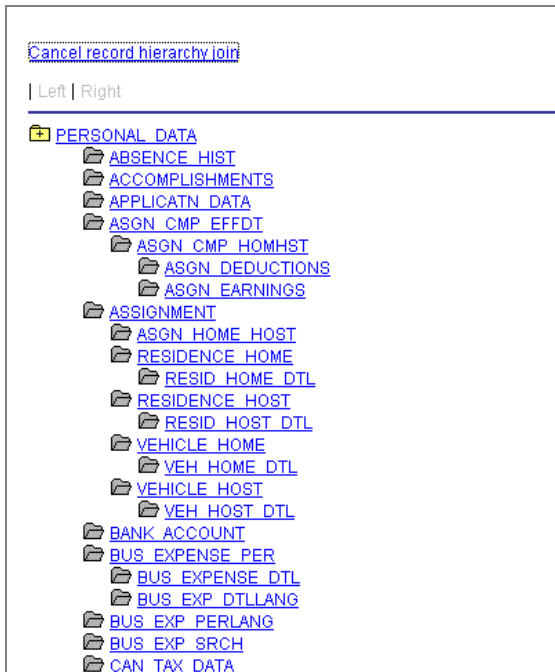 Cancel record hierarchy join
| Left | Right
PERSONAL_DATA
ABSENCE_HIST
ACCOMPLISHMENTS
APPLICATN_DATA
ASGN_CMP_EFFDT
ASGN_CMP_HOMHST
ASGN_DEDUCTIONS
ASGN_EARNINGS
ASSIGNMENT
ASGN_HOME_HOST
RESIDENCE_HOME
RESID_HOME_DTL
RESIDENCE_HOST
RESID_HOST_DTL
VEHICLE_HOME
VEH_HOME_DTL
VEHICLE_HOST
VEH_HOST_DTL
BANK_ACCOUNT
BUS_EXPENSE_PER
BUS_EXPENSE_DTL
BUS_EXP_DTLLANG
BUS_EXP_PERLANG
BUS_EXP_SRCH
CAN_TAX_DATA